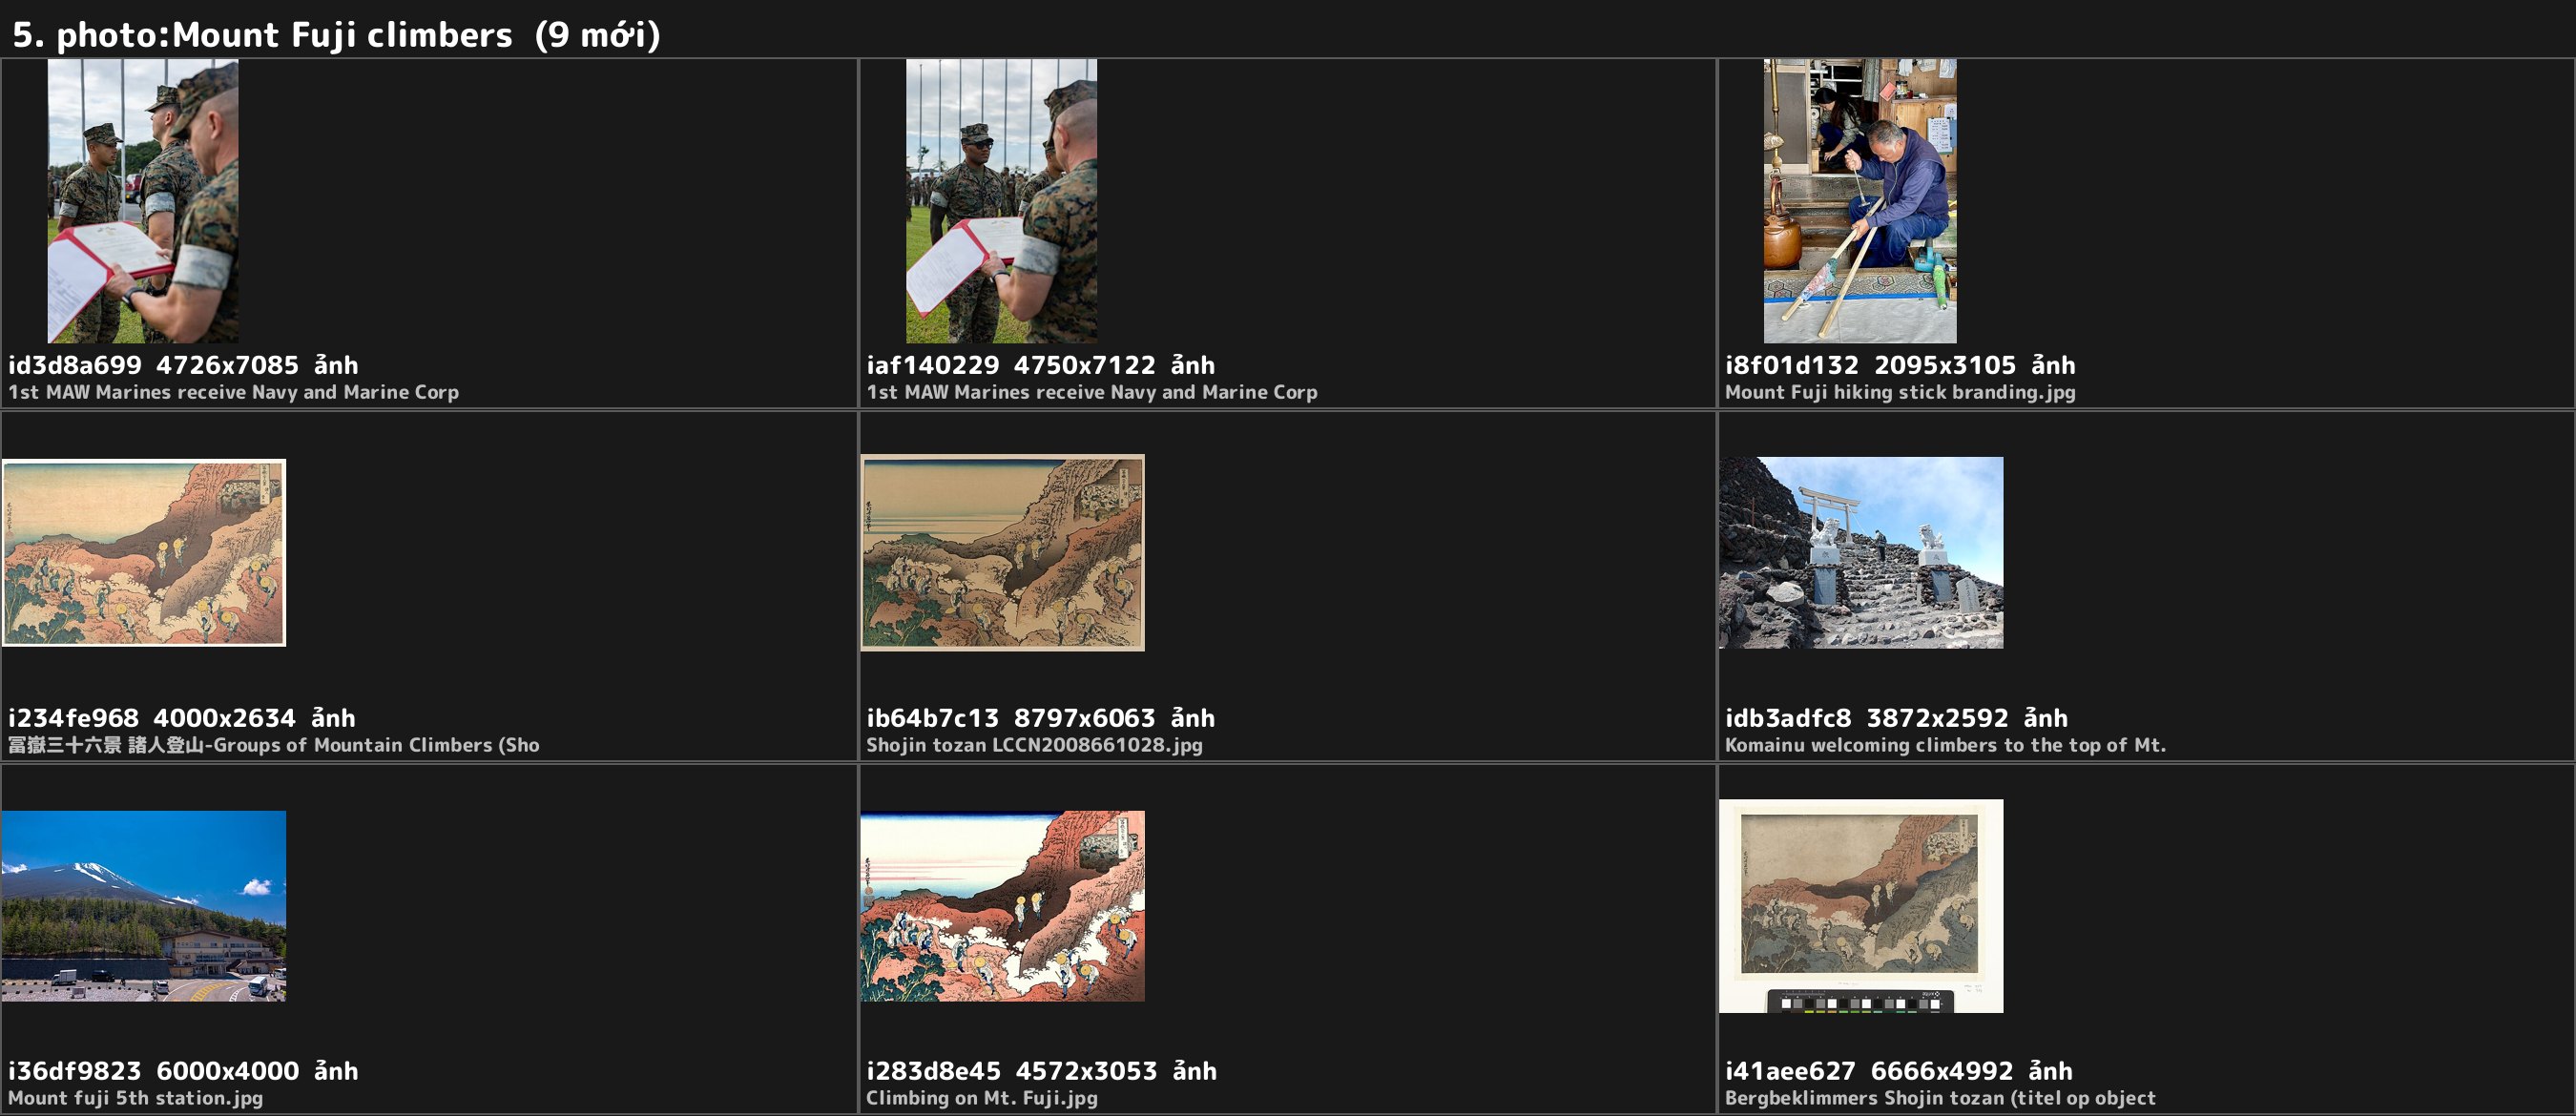 5. photo:Mount Fuji climbers (9 mới)
id3d8a699 4726x7085 ảnh
1st MAW Marines receive Navy and Marine Corp
iaf140229 4750x7122 ảnh
1st MAW Marines receive Navy and Marine Corp
i8f01d132 2095x3105 ảnh
Mount Fuji hiking stick branding.jpg
i234fe968 4000x2634 ảnh
冨嶽三十六景 諸人登山-Groups of Mountain Climbers (Sho
ib64b7c13 8797x6063 ảnh
Shojin tozan LCCN2008661028.jpg
idb3adfc8 3872x2592 ảnh
Komainu welcoming climbers to the top of Mt.
i36df9823 6000x4000 ảnh
Mount fuji 5th station.jpg
i283d8e45 4572x3053 ảnh
Climbing on Mt. Fuji.jpg
i41aee627 6666x4992 ảnh
Bergbeklimmers Shojin tozan (titel op object